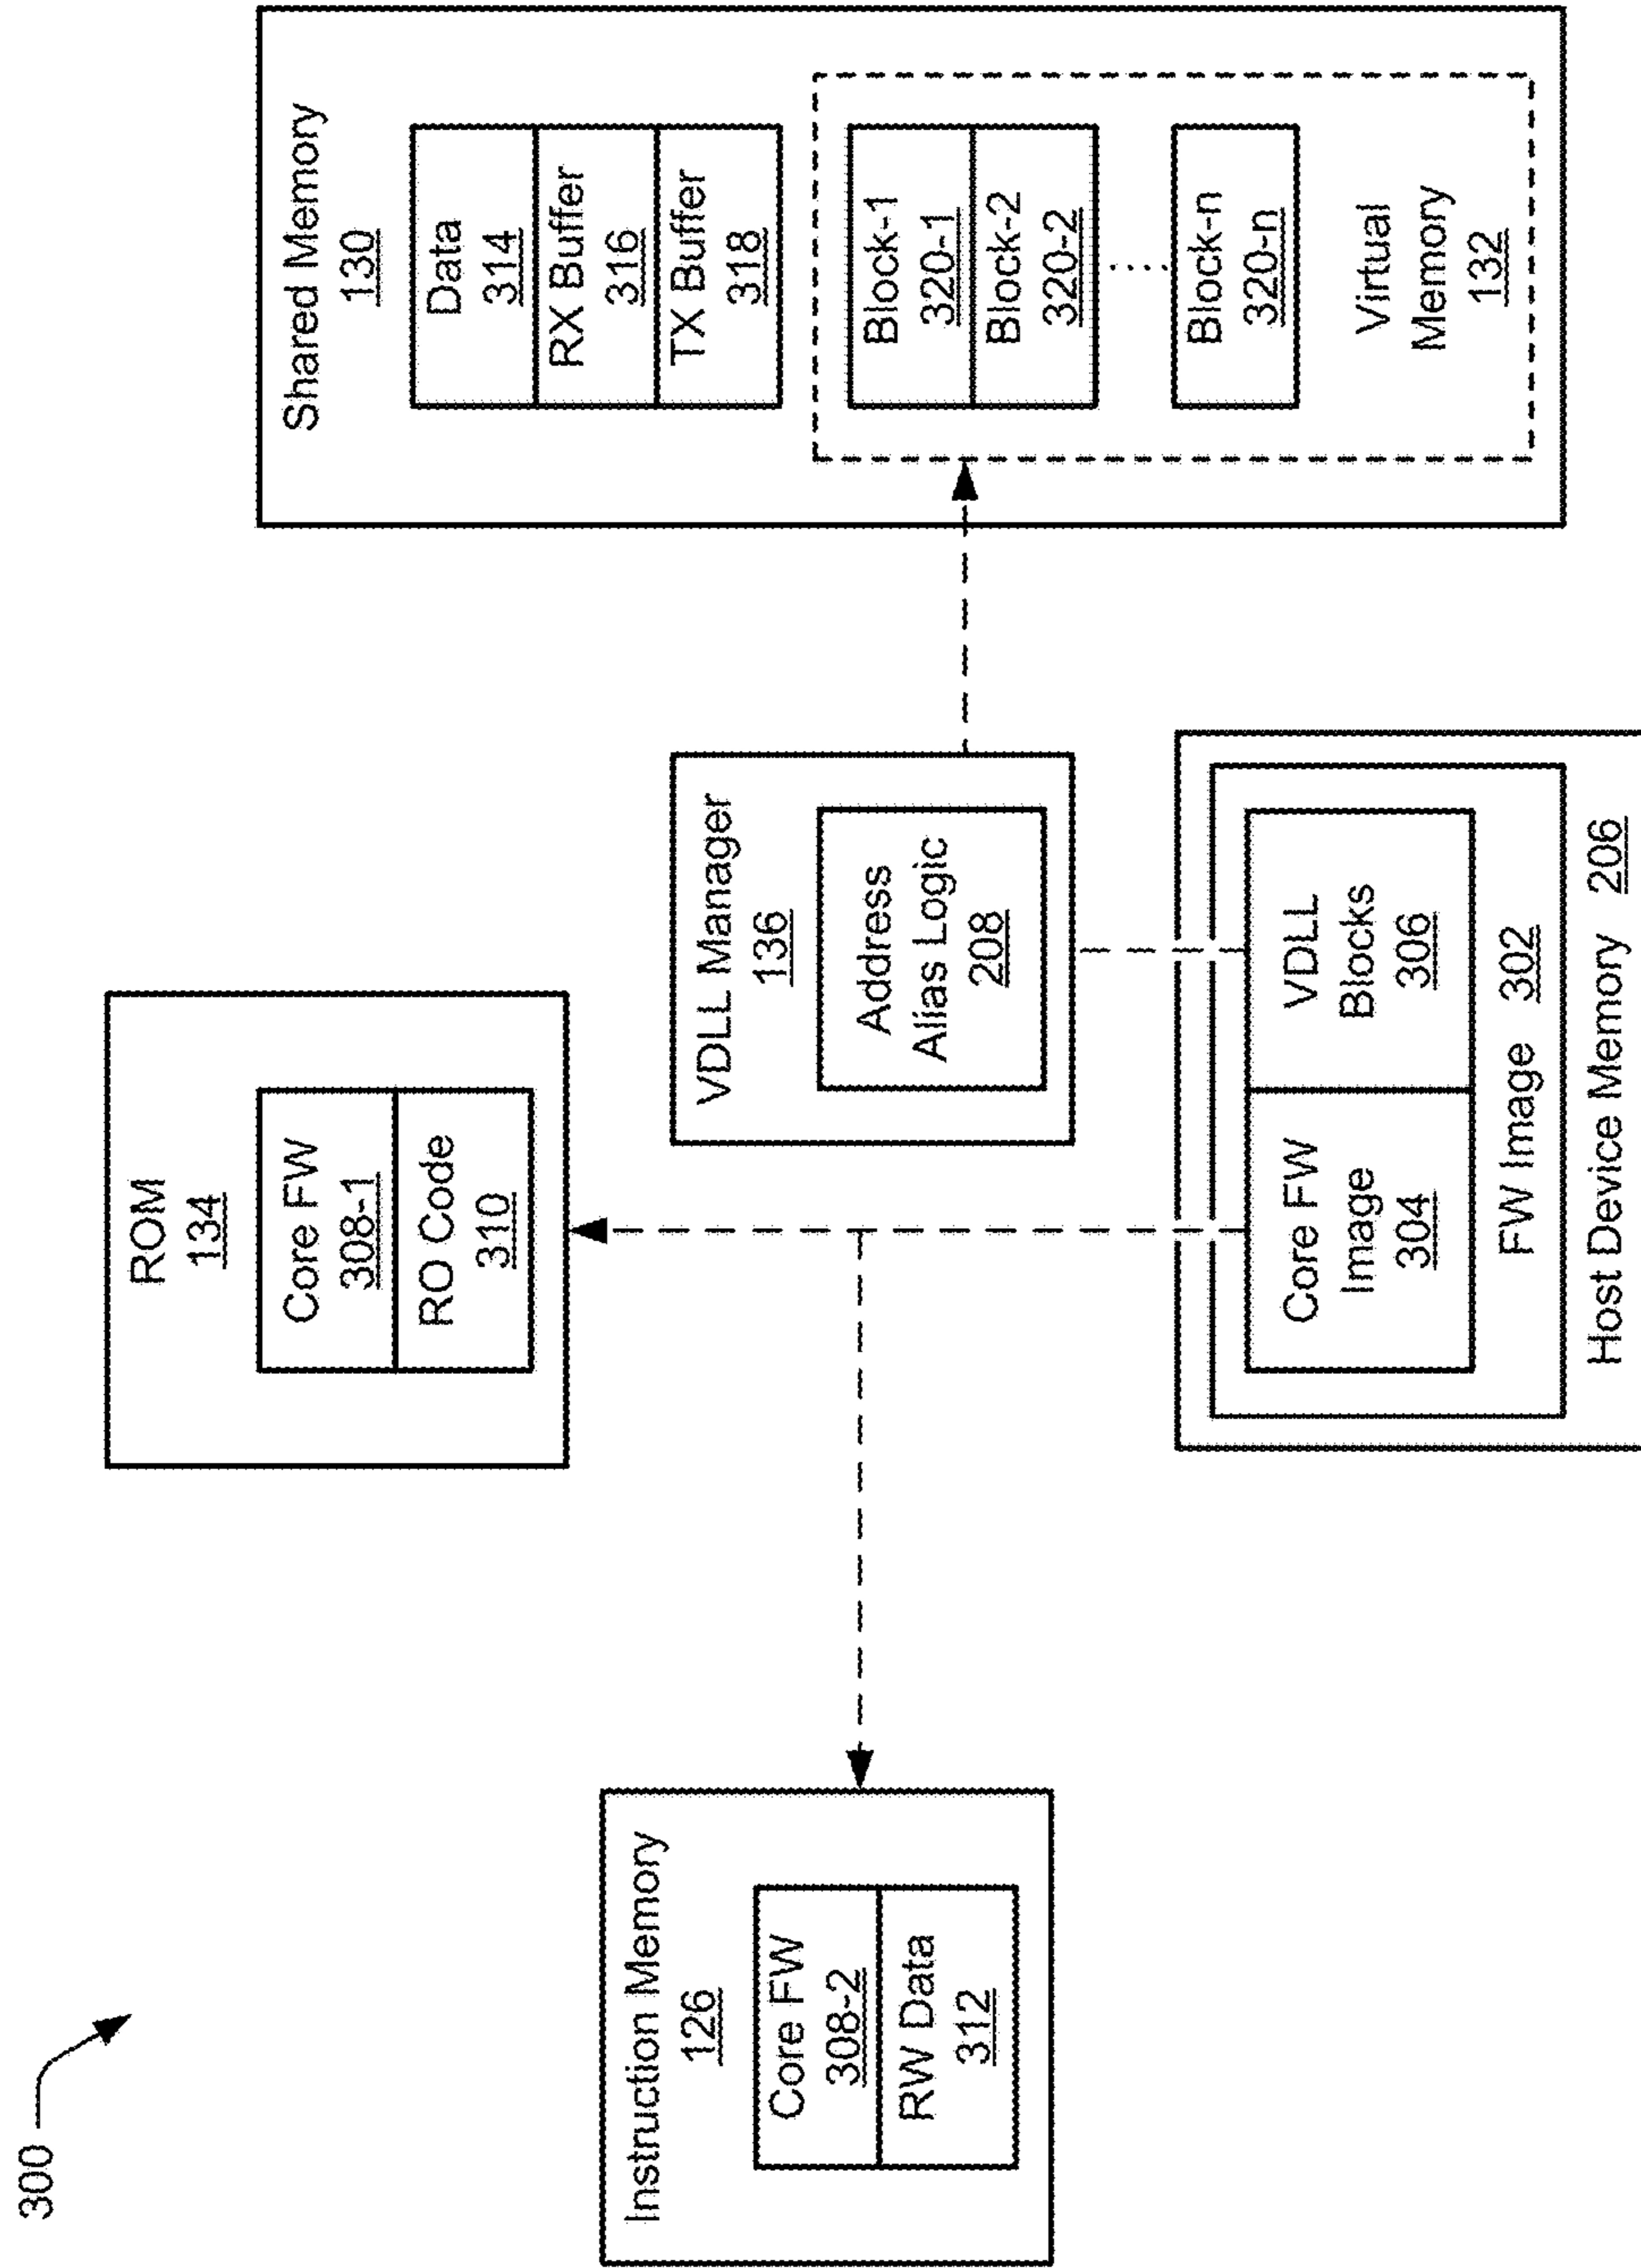 300
Instruction Memory
126
Core FW
308-2
RW Data
312
ROM
134
Core FW
308-1
RO Code
310
VDLL Manager
136
Address
Alias Logic
208
Core FW
Image
304
VDLL
Blocks
306
FW Image 302
Host Device Memory 206
Shared Memory
130
Data
314
RX Buffer
316
TX Buffer
318
Block-1
320-1
Block-2
320-2
Block-n
320-n
Virtual
Memory
132